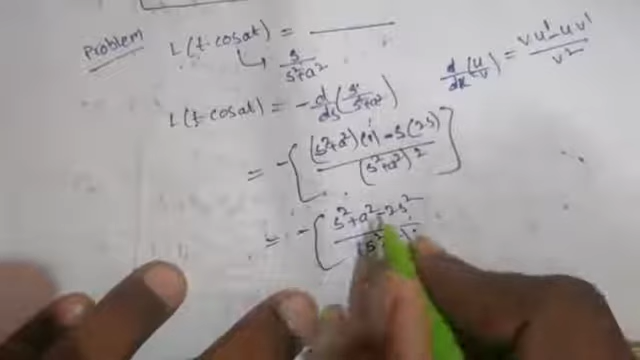 Problem L(t·cosat) = ______
s/(s²+a²)
d/dx(u/v) = (vu' - uv')/v²
L(t·cosat) = -d/ds(s/(s²+a²))
= -[((s²+a²)(1) - s(2s))/(s²+a²)²]
= -[(s²+a²-2s²)/(s²